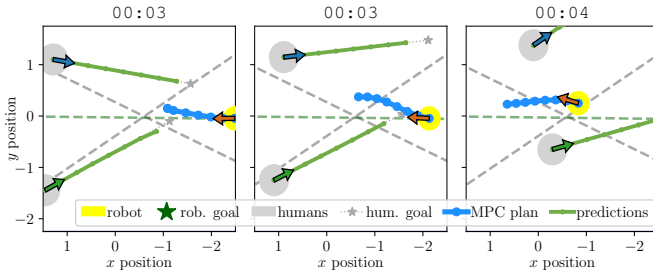 00:03 00:03 00:04
1
0
−1
−2
y position
robot rob. goal humans hum. goal MPC plan predictions
1 0 −1 −2 1 0 −1 −2 1 0 −1 −2
x position x position x position